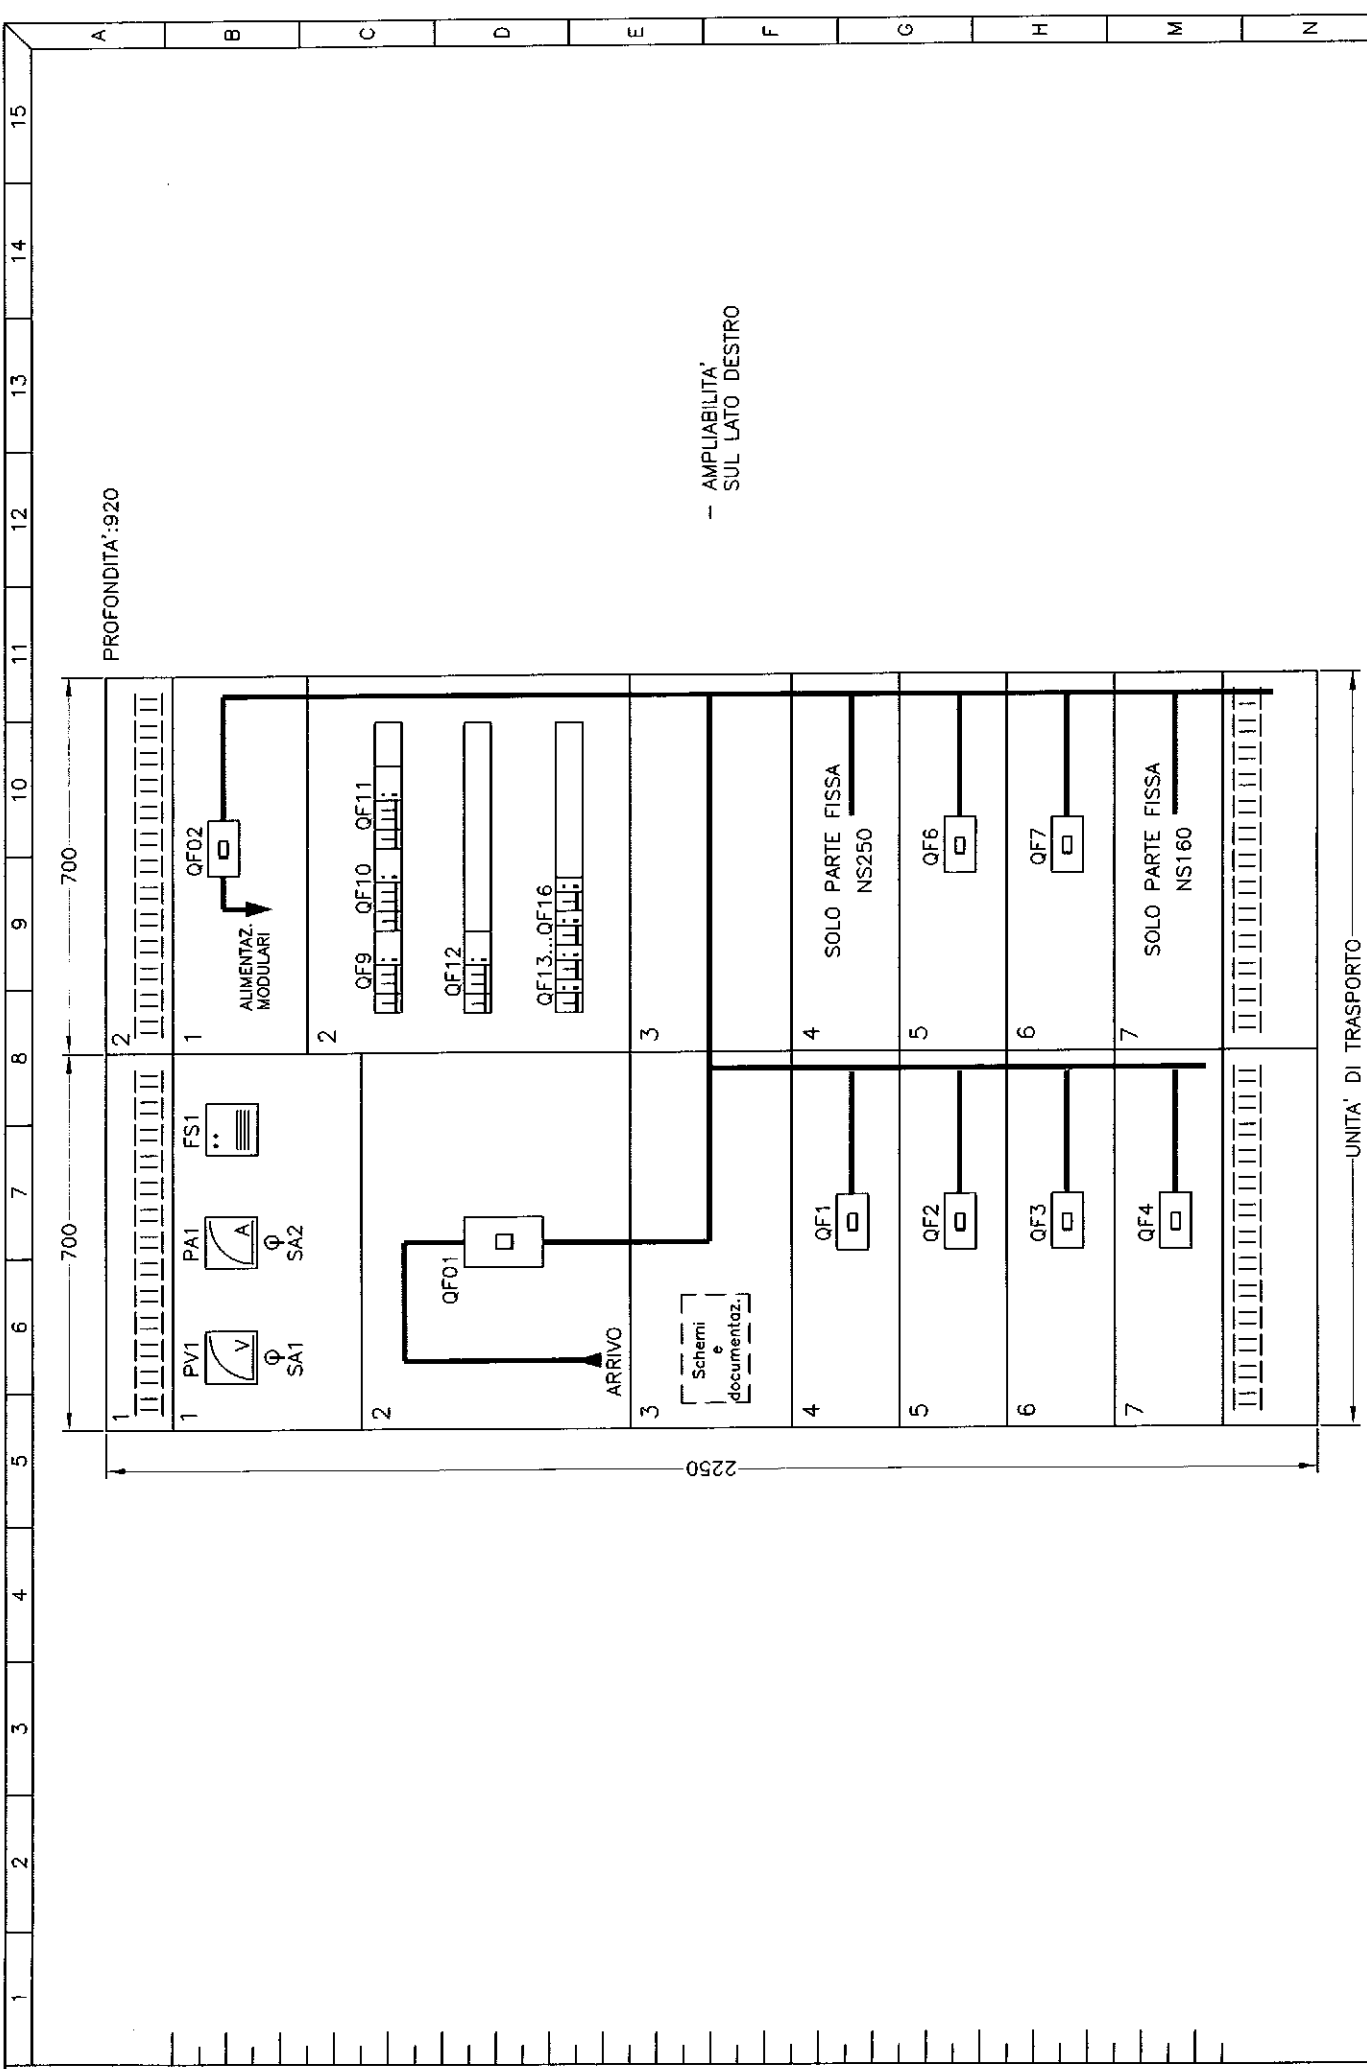 1 2 3 4 5 6 7 8 9 10 11 12 13 14 15
A
B
C
D
E
F
G
H
M
N
700 700
PROFONDITA':920
1 2
1 1
PV1 PA1 FS1
V A
SA1 SA2
QF02
ALIMENTAZ.
MODULARI
2 2
QF9 QF10 QF11
QF01
QF12
QF13...QF16
ARRIVO
3 3
Schemi
e
documentaz.
- AMPLIABILITA'
SUL LATO DESTRO
2250
4 4
QF1
SOLO PARTE FISSA
NS250
5 5
QF2 QF6
6 6
QF3 QF7
7 7
QF4
SOLO PARTE FISSA
NS160
UNITA' DI TRASPORTO